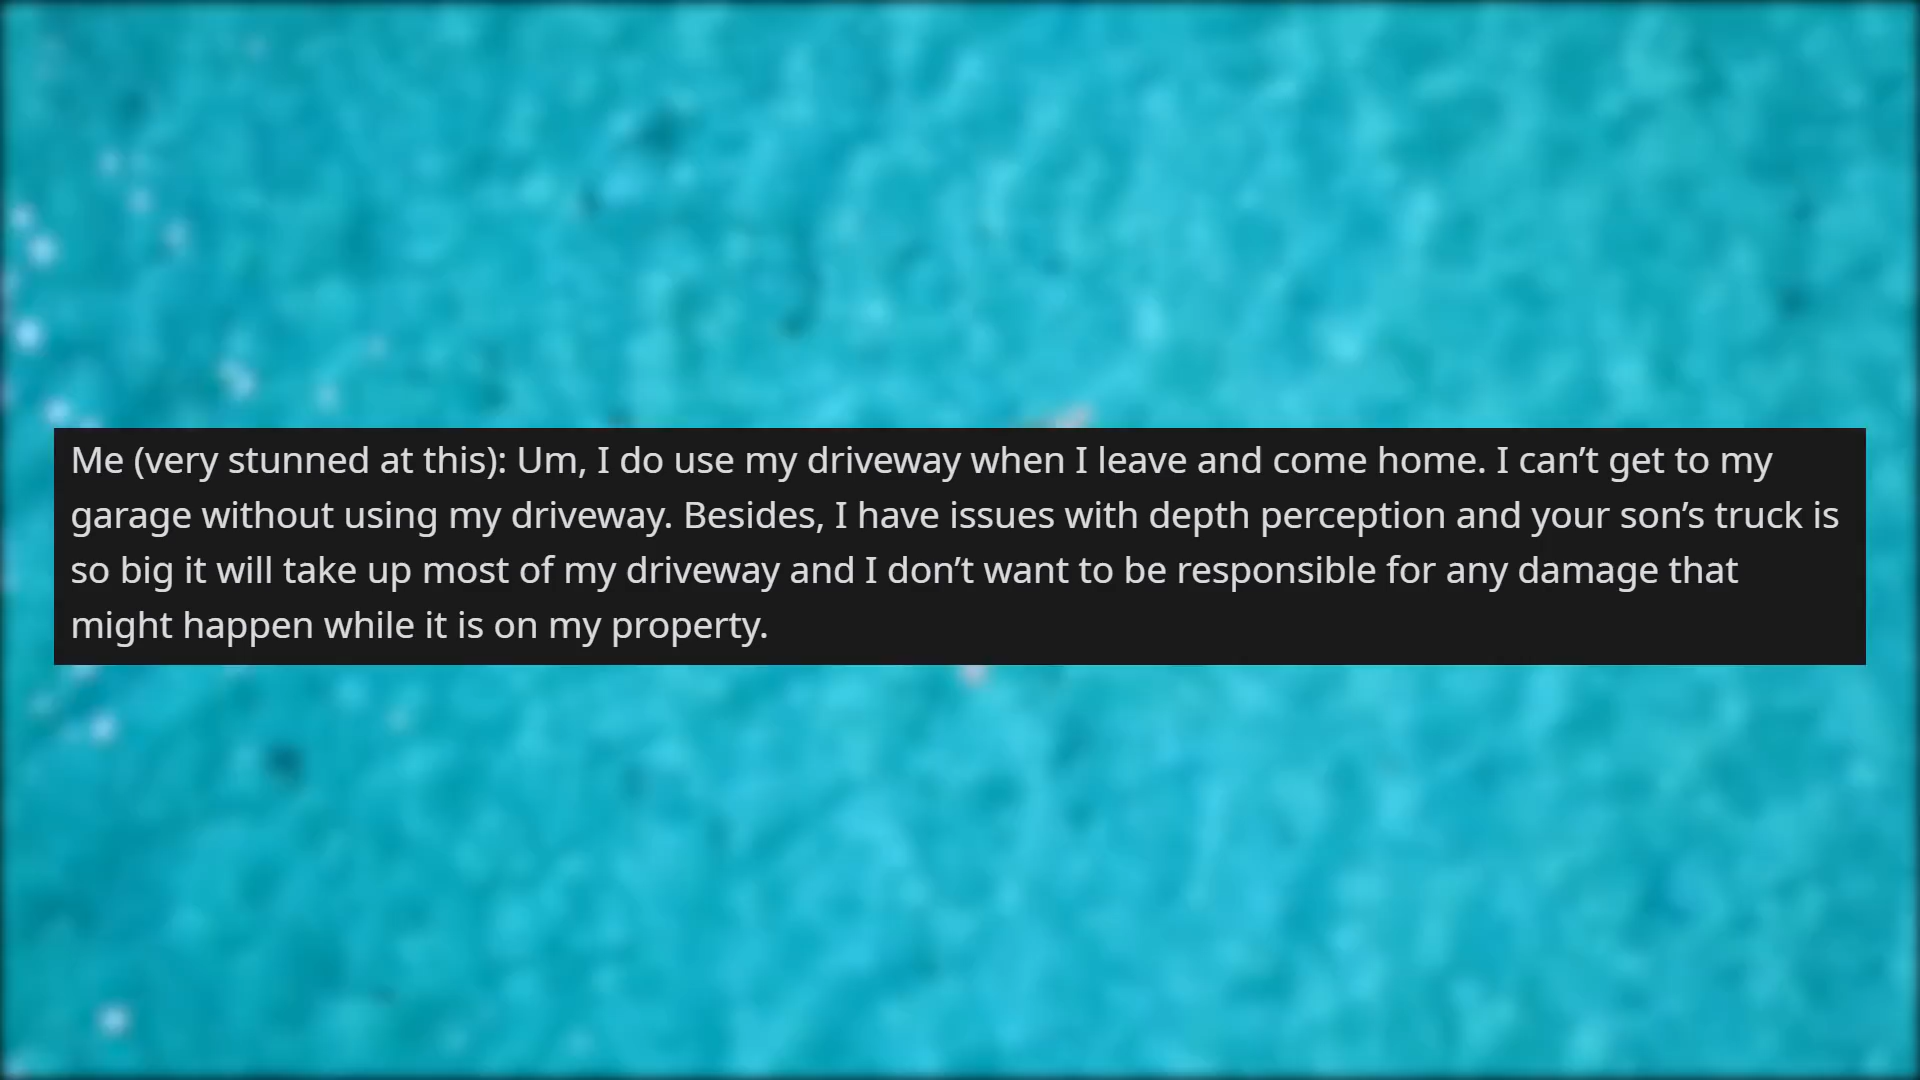 Me (very stunned at this): Um, I do use my driveway when I leave and come home. I can’t get to my
garage without using my driveway. Besides, I have issues with depth perception and your son’s truck is
so big it will take up most of my driveway and I don’t want to be responsible for any damage that
might happen while it is on my property.